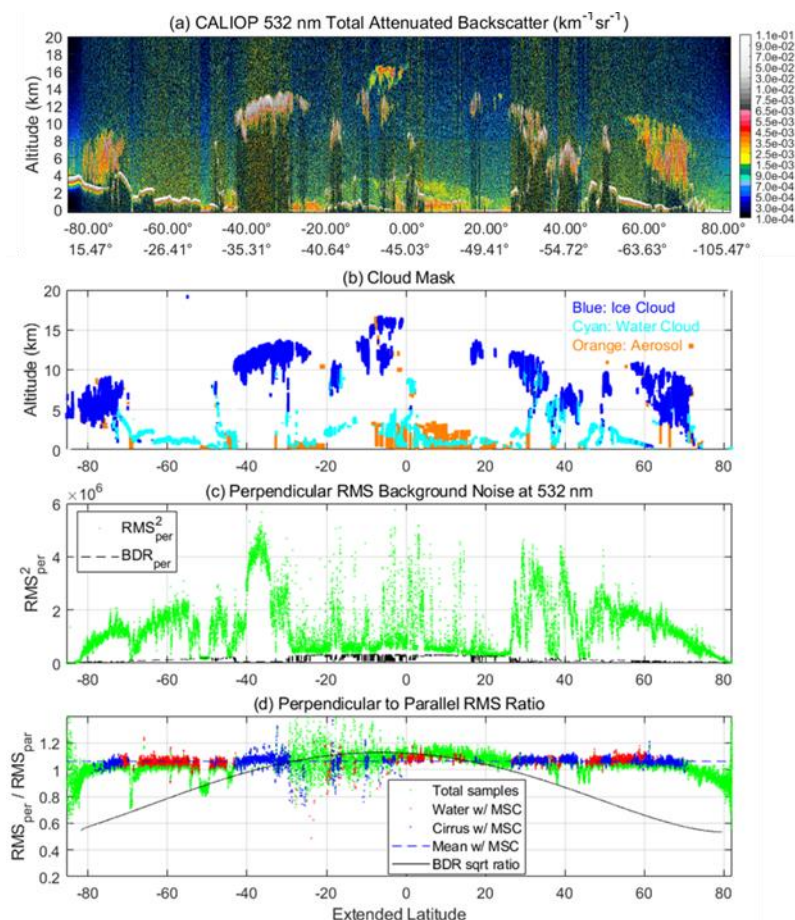 (a) CALIOP 532 nm Total Attenuated Backscatter (km⁻¹sr⁻¹)
20
18
16
14
12
10
8
6
4
2
0
Altitude (km)
1.1e-01
9.0e-02
7.0e-02
5.0e-02
3.0e-02
1.0e-02
9.0e-03
7.5e-03
6.5e-03
5.5e-03
4.5e-03
3.5e-03
2.5e-03
1.5e-03
9.0e-04
7.0e-04
5.0e-04
3.0e-04
1.0e-04
-80.00 -60.00 -40.00 -20.00 0.00 20.00 40.00 60.00 80.00
15.47° -26.41° -35.31° -40.64° -45.03° -49.41° -54.72° -63.63° -105.47°
(b) Cloud Mask
20
15
10
5
0
Altitude (km)
Blue: Ice Cloud
Cyan: Water Cloud
Orange: Aerosol
-80 -60 -40 -20 0 20 40 60 80
(c) Perpendicular RMS Background Noise at 532 nm
× 10⁶
6
4
2
0
RMS²per
RMS²per
BDRper
-80 -60 -40 -20 0 20 40 60 80
(d) Perpendicular to Parallel RMS Ratio
1.2
1.0
0.8
0.6
0.4
0.2
RMSper / RMSpar
Total samples
Water w/ MSC
Cirrus w/ MSC
Mean w/ MSC
BDR sqrt ratio
-80 -60 -40 -20 0 20 40 60 80
Extended Latitude